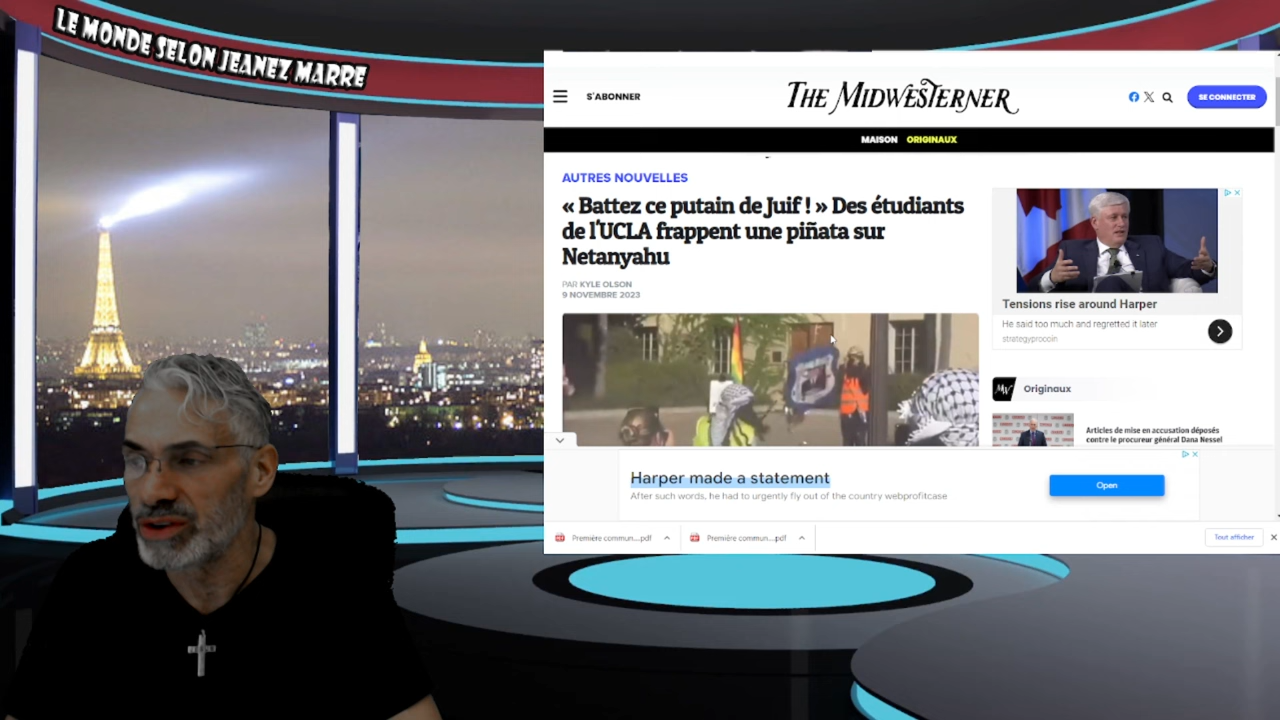 LE MONDE SELON JEANEZ MARRE
S'ABONNER
THE MIDWESTERNER
SE CONNECTER
MAISON ORIGINAUX
AUTRES NOUVELLES
« Battez ce putain de Juif ! » Des étudiants
de l'UCLA frappent une piñata sur
Netanyahu
PAR KYLE OLSON
9 NOVEMBRE 2023
Tensions rise around Harper
He said too much and regretted it later
strategyprocoin
MW Originaux
Articles de mise en accusation déposés
contre le procureur général Dana Nessel
Harper made a statement
After such words, he had to urgently fly out of the country webprofitcase
Open
Première commun....pdf
Première commun....pdf
Tout afficher